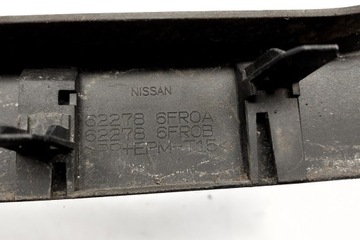 NISSAN
62278 6FR0A
62278 6FR0B
>PP+EPM-T15<